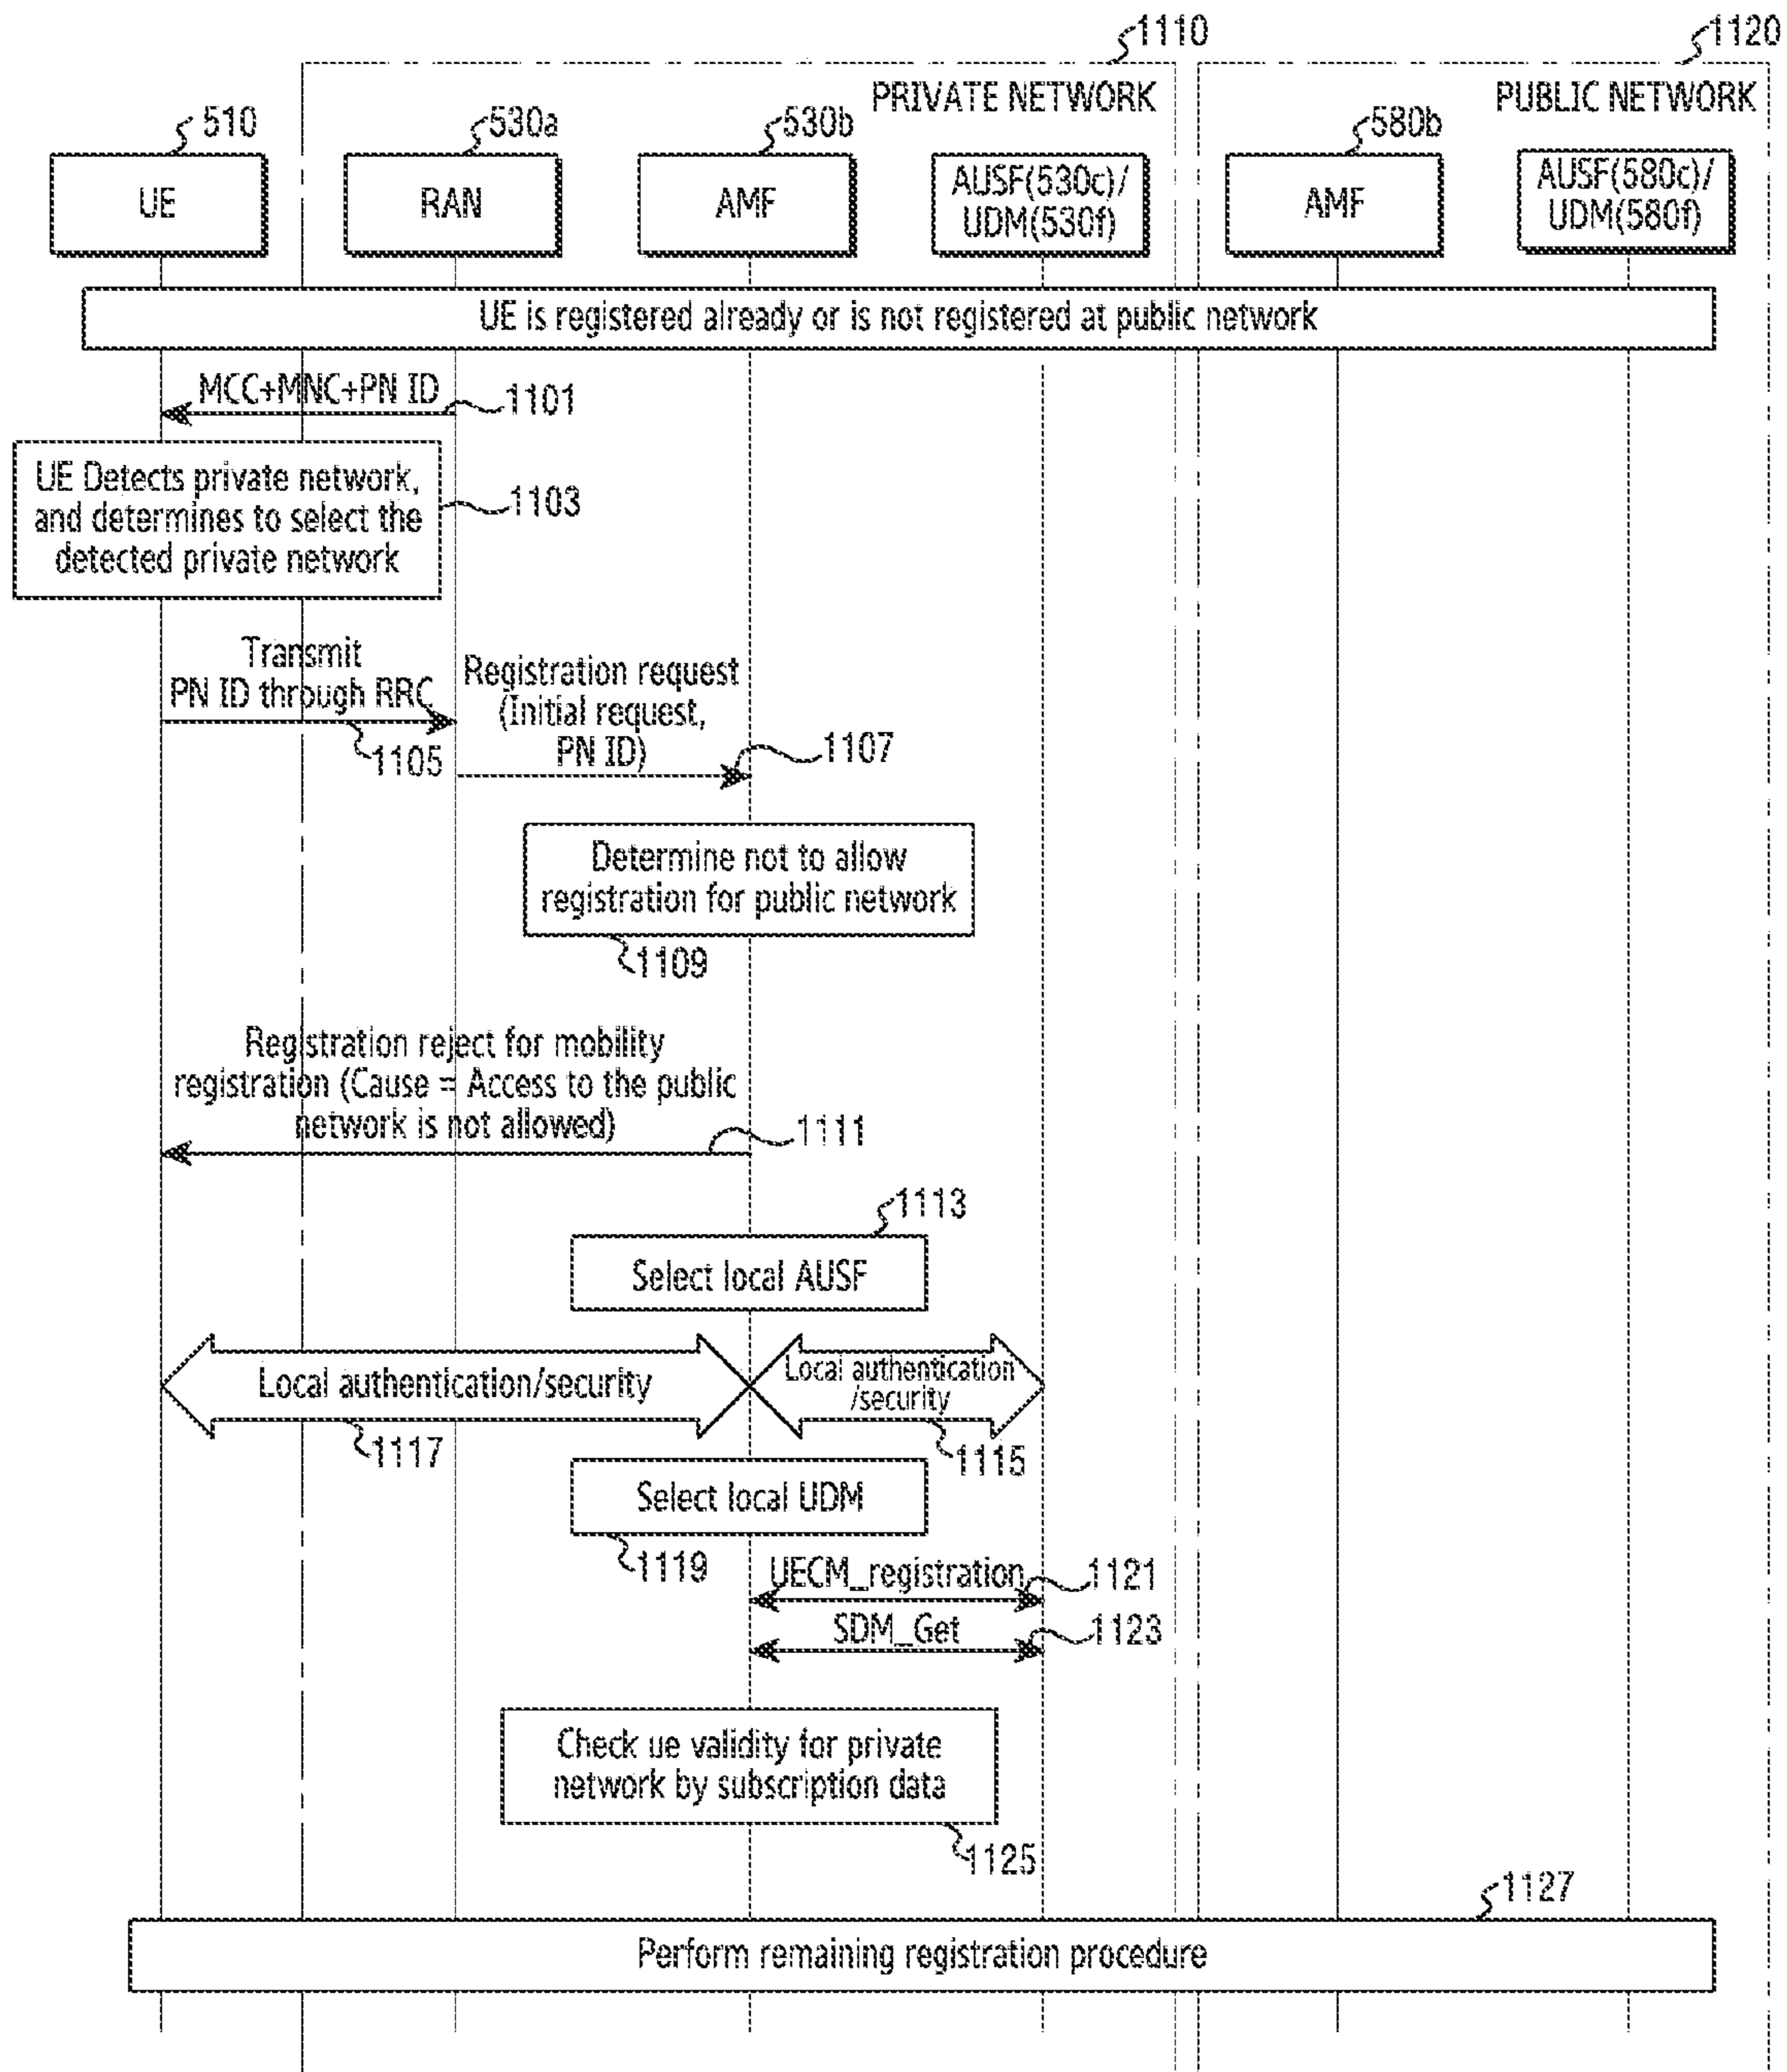 1110
1120
PRIVATE NETWORK
PUBLIC NETWORK
510
530a
530b
580b
UE
RAN
AMF
AUSF(530c)/
UDM(530f)
AMF
AUSF(580c)/
UDM(580f)
UE is registered already or is not registered at public network
MCC+MNC+PN ID
1101
UE Detects private network,
and determines to select the
detected private network
1103
Transmit
PN ID through RRC
1105
Registration request
(Initial request,
PN ID)
1107
Determine not to allow
registration for public network
1109
Registration reject for mobility
registration (Cause = Access to the public
network is not allowed)
1111
1113
Select local AUSF
Local authentication/security
1117
Local authentication
/security
1115
Select local UDM
1119
UECM_registration
1121
SDM_Get
1123
Check ue validity for private
network by subscription data
1125
1127
Perform remaining registration procedure